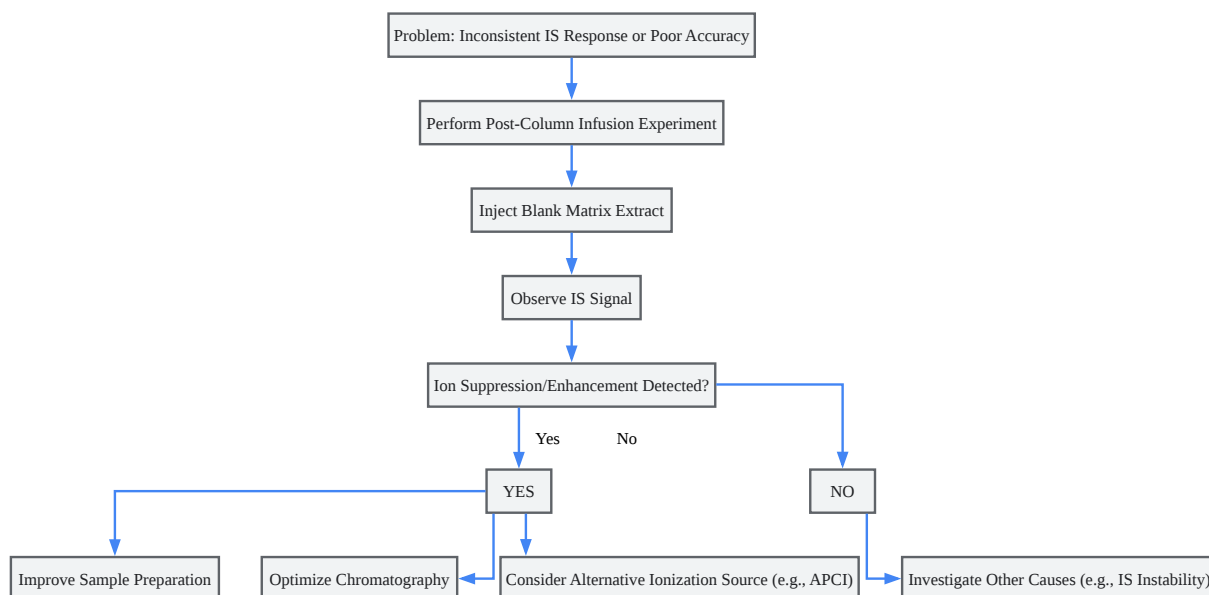 Problem: Inconsistent IS Response or Poor Accuracy
Perform Post-Column Infusion Experiment
Inject Blank Matrix Extract
Observe IS Signal
Ion Suppression/Enhancement Detected?
Yes
No
YES
NO
Improve Sample Preparation
Optimize Chromatography
Consider Alternative Ionization Source (e.g., APCI)
Investigate Other Causes (e.g., IS Instability)